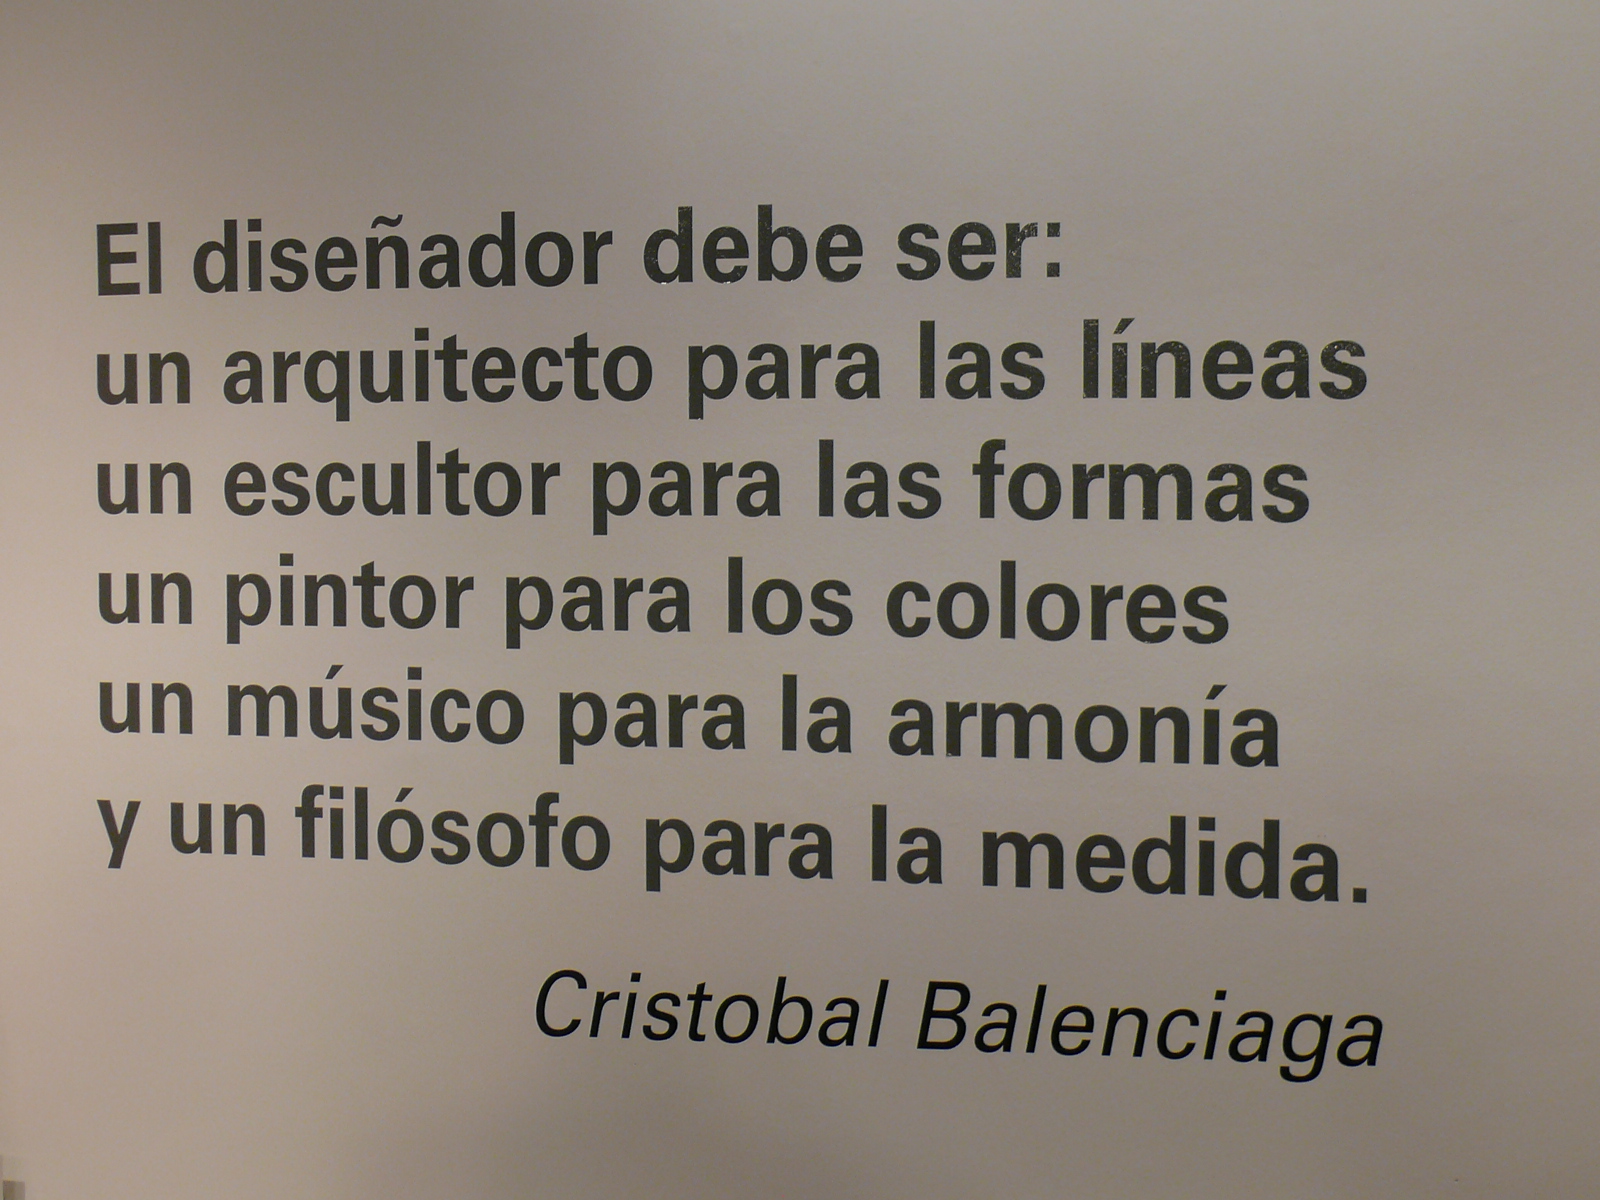 El diseñador debe ser:
un arquitecto para las líneas
un escultor para las formas
un pintor para los colores
un músico para la armonía
y un filósofo para la medida.
Cristobal Balenciaga